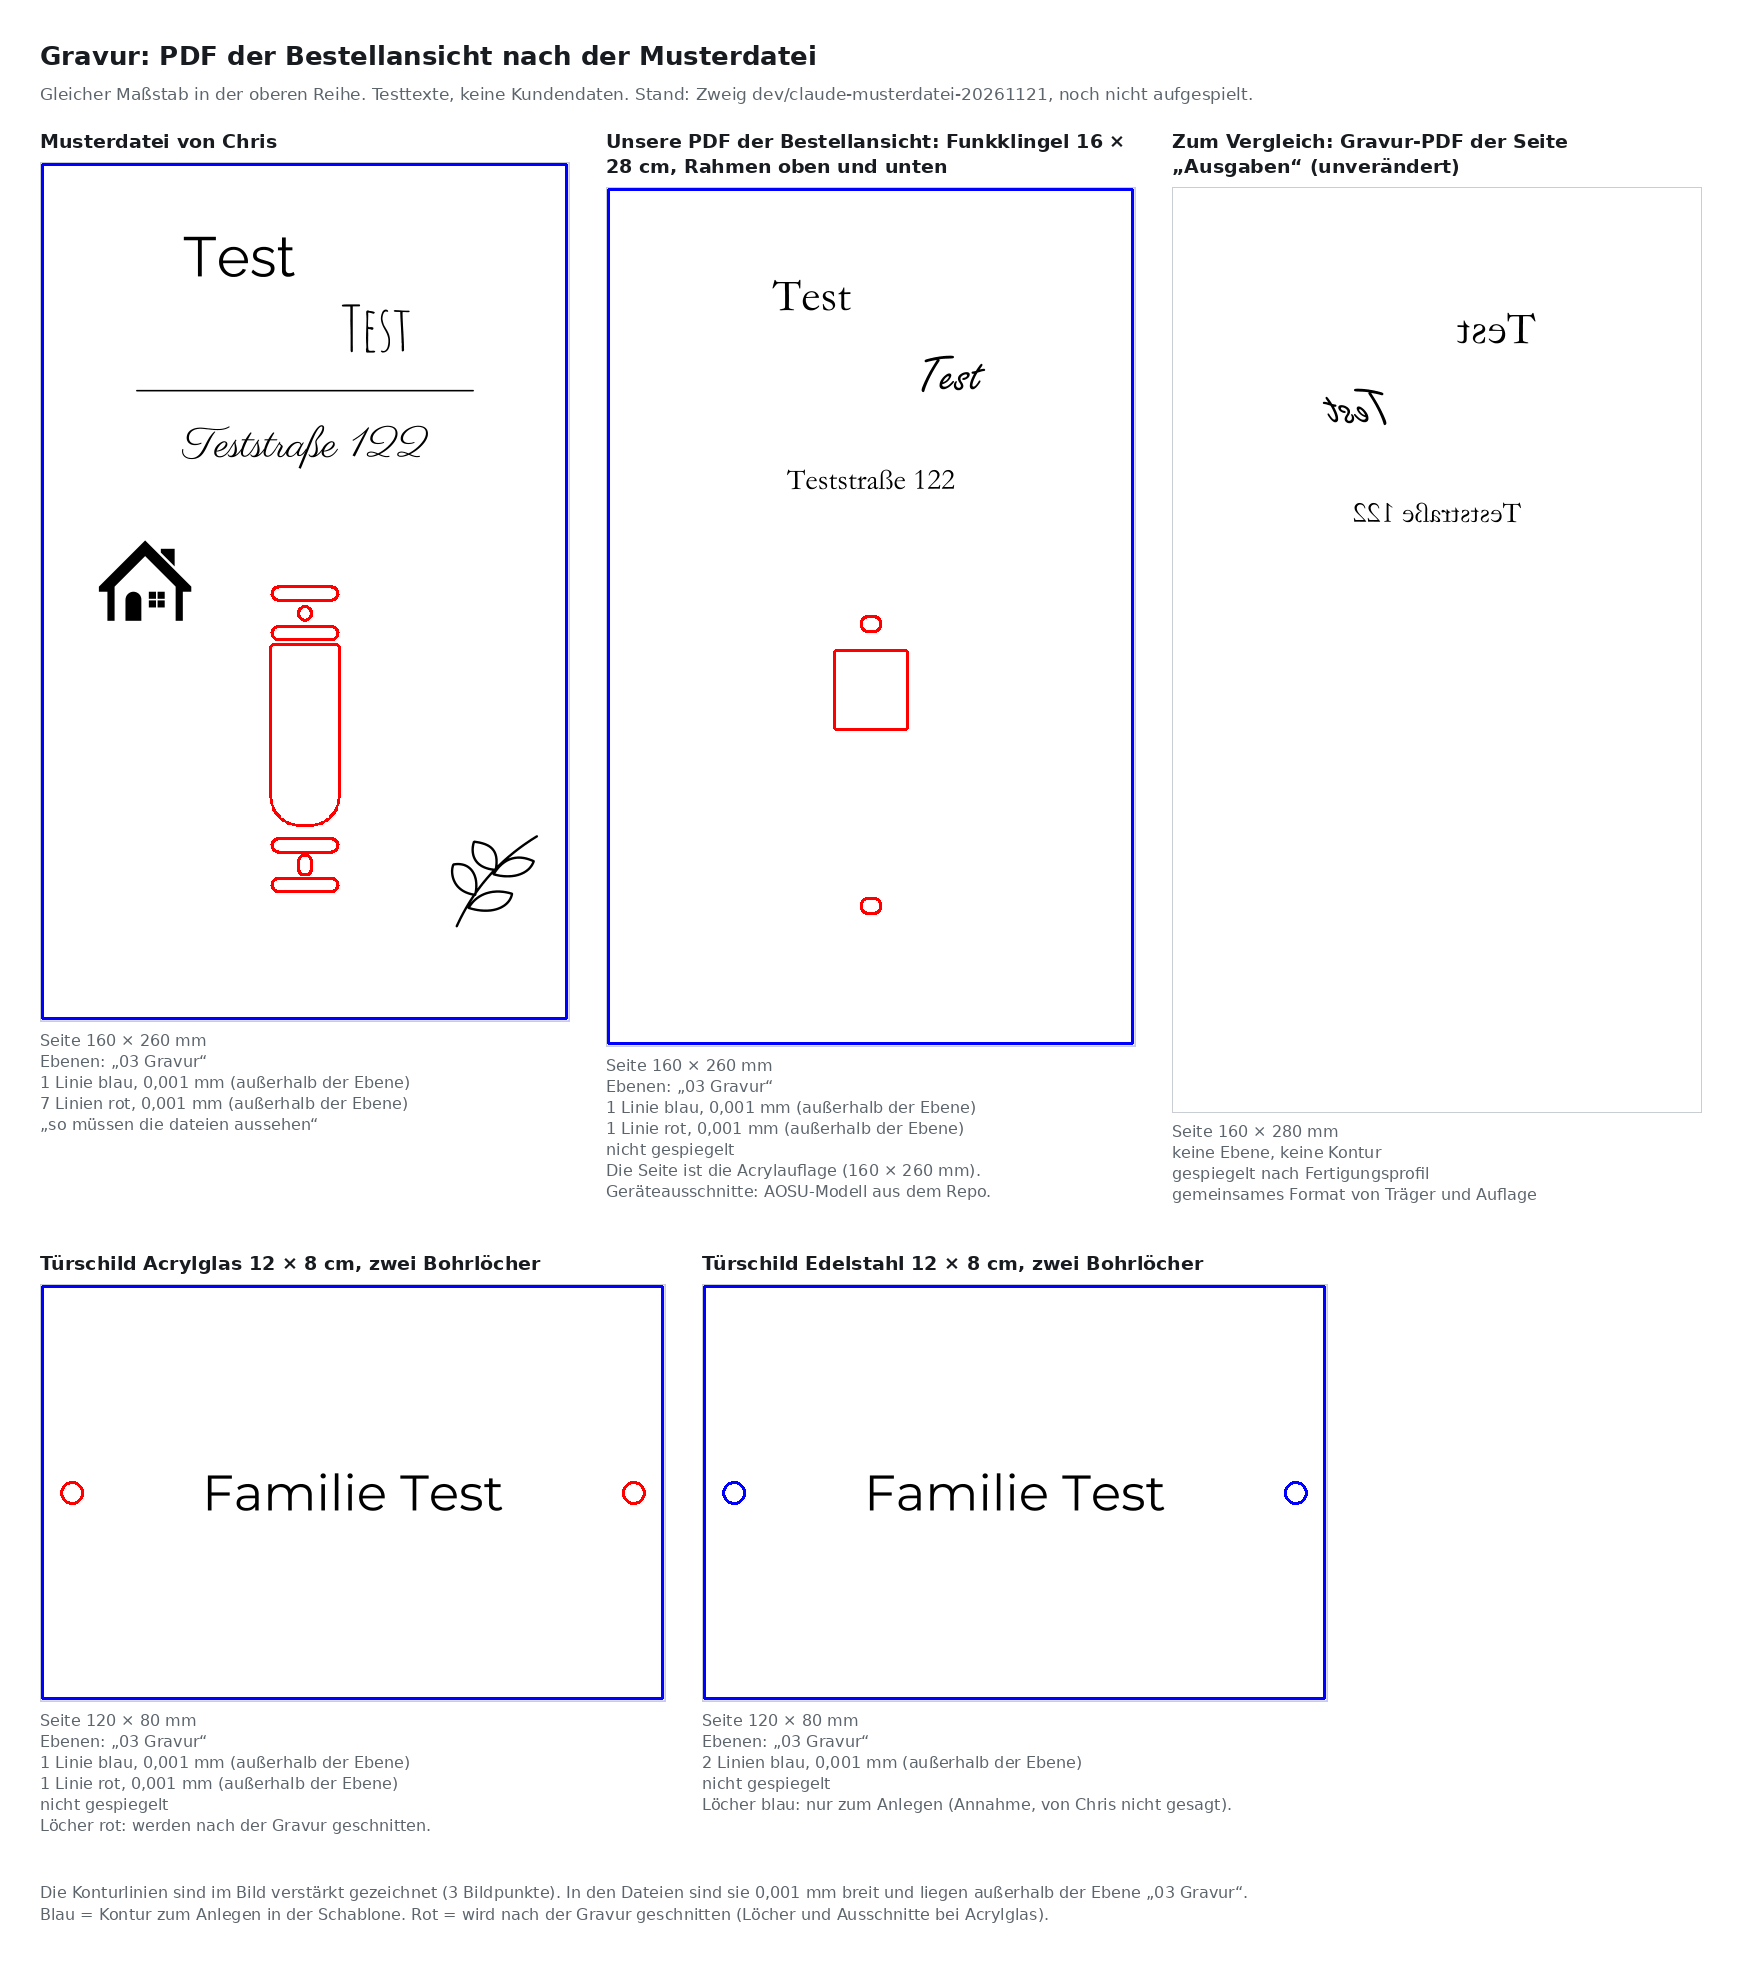 Gravur: PDF der Bestellansicht nach der Musterdatei
Gleicher Maßstab in der oberen Reihe. Testtexte, keine Kundendaten. Stand: Zweig dev/claude-musterdatei-20261121, noch nicht aufgespielt.
Musterdatei von Chris
Test
TEST
Teststraße 122
Seite 160 × 260 mm
Ebenen: „03 Gravur“
1 Linie blau, 0,001 mm (außerhalb der Ebene)
7 Linien rot, 0,001 mm (außerhalb der Ebene)
„so müssen die dateien aussehen“
Unsere PDF der Bestellansicht: Funkklingel 16 ×
28 cm, Rahmen oben und unten
Test
Test
Teststraße 122
Seite 160 × 260 mm
Ebenen: „03 Gravur“
1 Linie blau, 0,001 mm (außerhalb der Ebene)
1 Linie rot, 0,001 mm (außerhalb der Ebene)
nicht gespiegelt
Die Seite ist die Acrylauflage (160 × 260 mm).
Geräteausschnitte: AOSU-Modell aus dem Repo.
Zum Vergleich: Gravur-PDF der Seite
„Ausgaben“ (unverändert)
Test
Test
Teststraße 122
Seite 160 × 280 mm
keine Ebene, keine Kontur
gespiegelt nach Fertigungsprofil
gemeinsames Format von Träger und Auflage
Türschild Acrylglas 12 × 8 cm, zwei Bohrlöcher
Familie Test
Seite 120 × 80 mm
Ebenen: „03 Gravur“
1 Linie blau, 0,001 mm (außerhalb der Ebene)
1 Linie rot, 0,001 mm (außerhalb der Ebene)
nicht gespiegelt
Löcher rot: werden nach der Gravur geschnitten.
Türschild Edelstahl 12 × 8 cm, zwei Bohrlöcher
Familie Test
Seite 120 × 80 mm
Ebenen: „03 Gravur“
2 Linien blau, 0,001 mm (außerhalb der Ebene)
nicht gespiegelt
Löcher blau: nur zum Anlegen (Annahme, von Chris nicht gesagt).
Die Konturlinien sind im Bild verstärkt gezeichnet (3 Bildpunkte). In den Dateien sind sie 0,001 mm breit und liegen außerhalb der Ebene „03 Gravur“.
Blau = Kontur zum Anlegen in der Schablone. Rot = wird nach der Gravur geschnitten (Löcher und Ausschnitte bei Acrylglas).